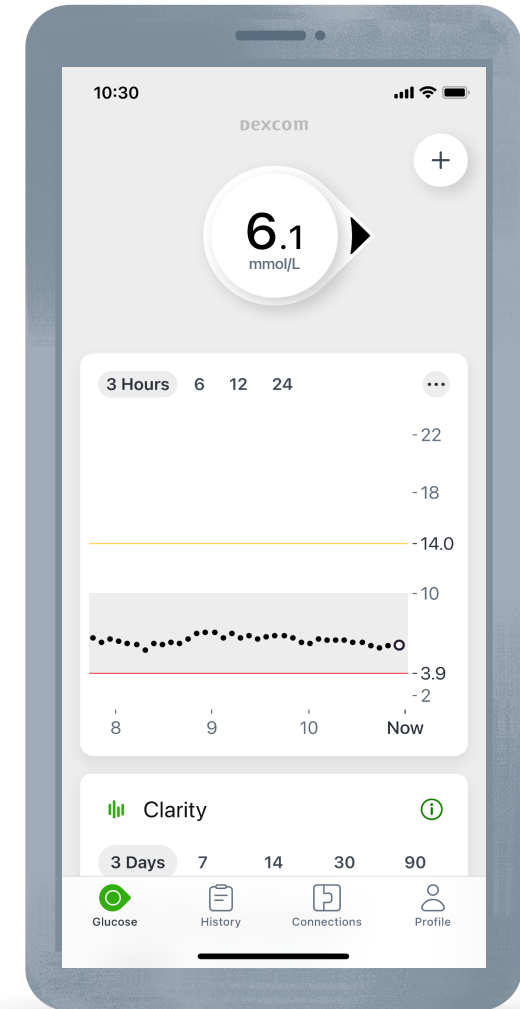 10:30
Dexcom
+
6.1
mmol/L
3 Hours 6 12 24
22
18
14.0
10
3.9
2
8 9 10 Now
Clarity
3 Days 7 14 30 90
Glucose History Connections Profile